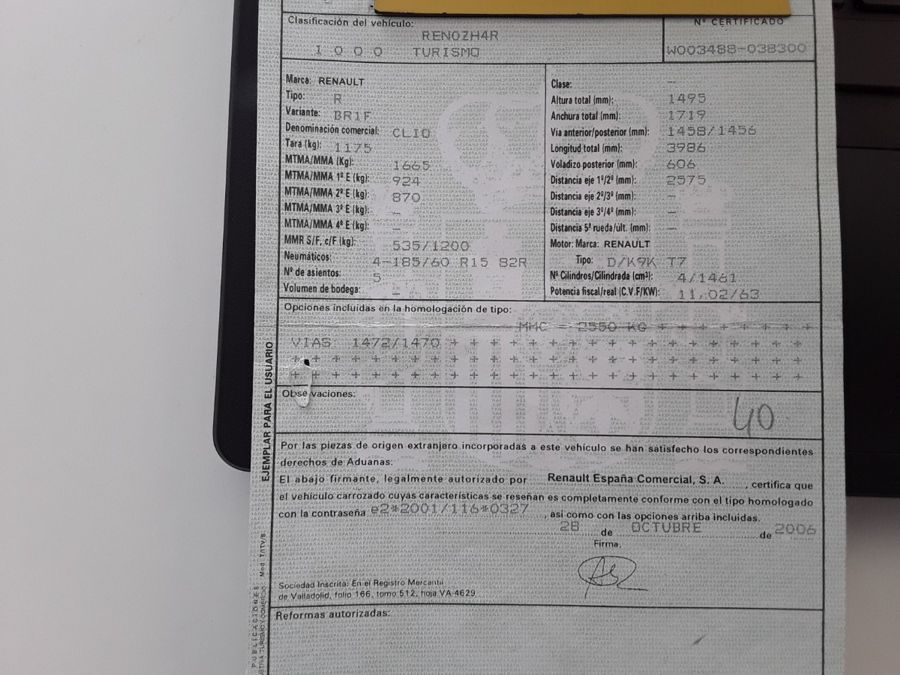 Clasificación del vehículo:
REN0ZH4R
1 0 0 0 TURISMO
Nº CERTIFICADO
W003488-038300
Marca: RENAULT
Tipo: R
Variante: BR1F
Denominación comercial: CLIO
Tara (kg): 1175
MTMA/MMA (Kg): 1665
MTMA/MMA 1º E (kg): 924
MTMA/MMA 2º E (kg): 870
MTMA/MMA 3º E (kg): –
MTMA/MMA 4º E (kg): –
MMR S/F, c/F (kg): 535/1200
Neumáticos: 4-185/60 R15 82R
Nº de asientos: 5
Volumen de bodega: –
Clase: –
Altura total (mm): 1495
Anchura total (mm): 1719
Via anterior/posterior (mm): 1458/1456
Longitud total (mm): 3986
Voladizo posterior (mm): 606
Distancia eje 1º/2º (mm): 2575
Distancia eje 2º/3º (mm): –
Distancia eje 3º/4º (mm): –
Distancia 5ª rueda/últ. (mm): –
Motor: Marca: RENAULT
Tipo: D/K9K T7
Nº Cilindros/Cilindrada (cm³): 4/1461
Potencia fiscal/real (C.V.F/KW): 11,02/63
Opciones incluidas en la homologación de tipo:
MMC = 2550 KG + + + + + + + +
VIAS 1472/1470 + + + + + + + + + + + + + + + + +
Observaciones:
40
Por las piezas de origen extranjero incorporadas a este vehículo se han satisfecho los correspondientes
derechos de Aduanas:
El abajo firmante, legalmente autorizado por Renault España Comercial, S. A. , certifica que
el vehículo carrozado cuyas características se reseñan es completamente conforme con el tipo homologado
con la contraseña e2*2001/116*0327 , así como con las opciones arriba incluidas.
28 de OCTUBRE de 2006
Firma,
Sociedad Inscrita: En el Registro Mercantil
de Valladolid, folio 166, tomo 512, hoja VA 4629
Reformas autorizadas:
EJEMPLAR PARA EL USUARIO
PUBLICACIONES